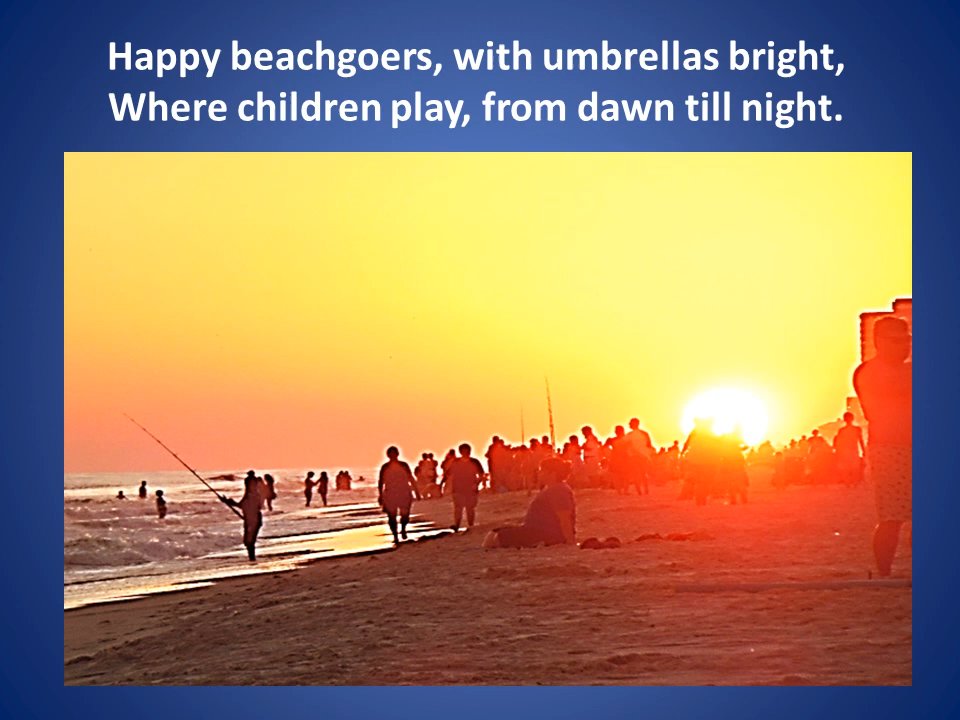 Happy beachgoers, with umbrellas bright,
Where children play, from dawn till night.